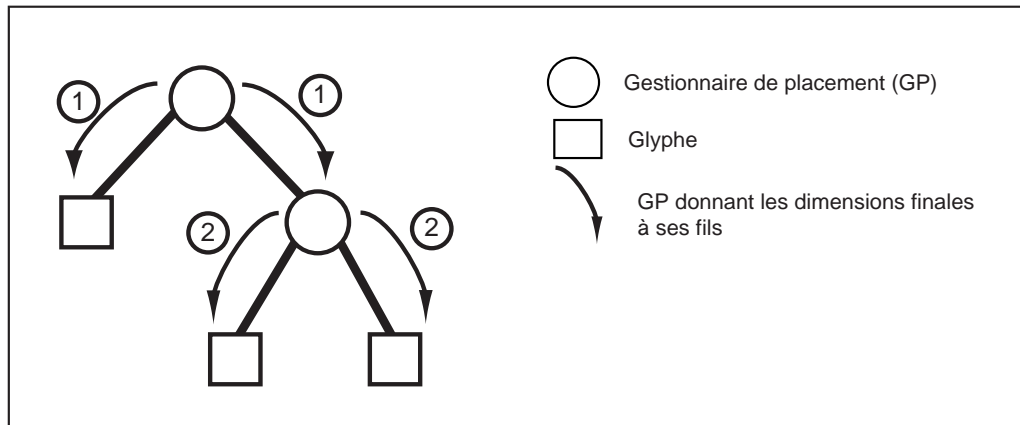 1
1
Gestionnaire de placement (GP)
Glyphe
GP donnant les dimensions finales
à ses fils
2
2